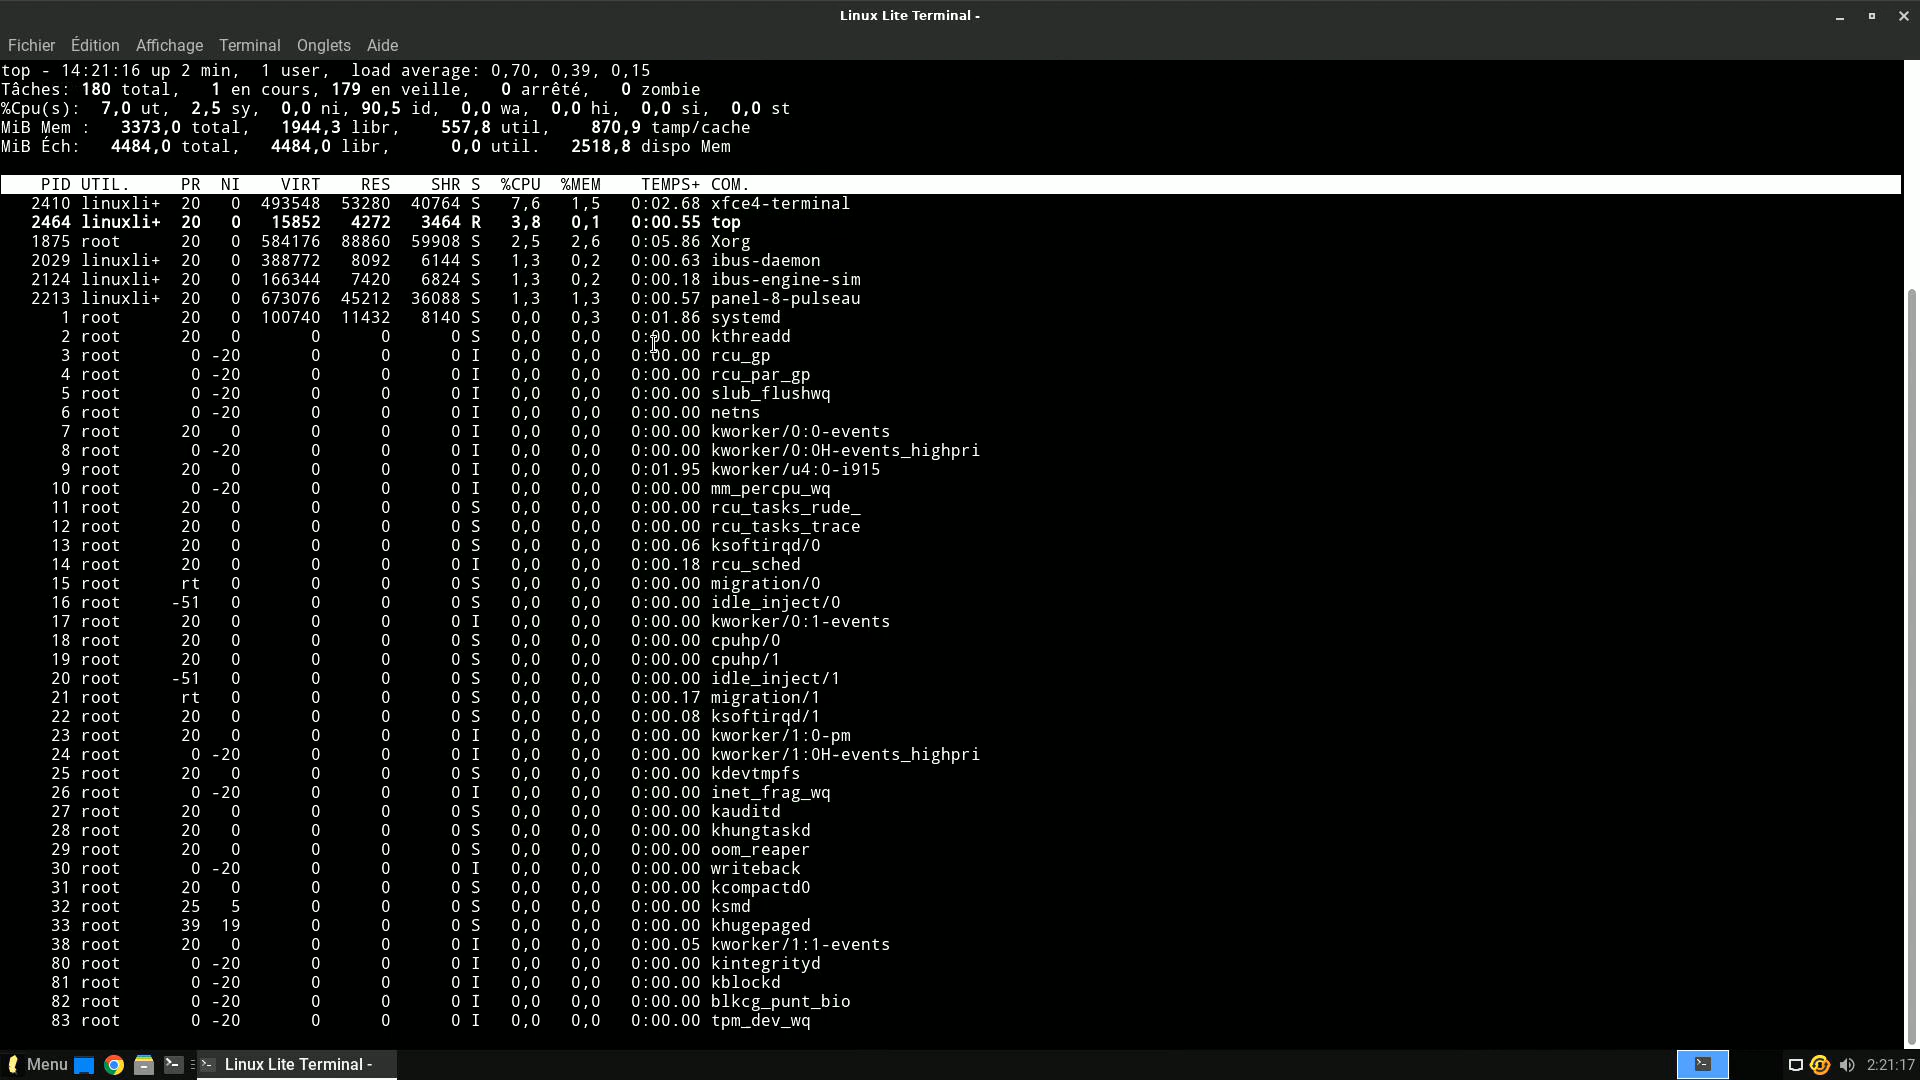 Linux Lite Terminal -
Fichier Édition Affichage Terminal Onglets Aide
top - 14:21:16 up 2 min,  1 user,  load average: 0,70, 0,39, 0,15
Tâches: 180 total,   1 en cours, 179 en veille,   0 arrêté,   0 zombie
%Cpu(s):  7,0 ut,  2,5 sy,  0,0 ni, 90,5 id,  0,0 wa,  0,0 hi,  0,0 si,  0,0 st
MiB Mem :   3373,0 total,   1944,3 libr,    557,8 util,    870,9 tamp/cache
MiB Éch:   4484,0 total,   4484,0 libr,      0,0 util.   2518,8 dispo Mem
PID UTIL. PR NI VIRT RES SHR S %CPU %MEM TEMPS+ COM.
2410 linuxli+ 20 0 493548 53280 40764 S 7,6 1,5 0:02.68 xfce4-terminal
2464 linuxli+ 20 0 15852 4272 3464 R 3,8 0,1 0:00.55 top
1875 root 20 0 584176 88860 59908 S 2,5 2,6 0:05.86 Xorg
2029 linuxli+ 20 0 388772 8092 6144 S 1,3 0,2 0:00.63 ibus-daemon
2124 linuxli+ 20 0 166344 7420 6824 S 1,3 0,2 0:00.18 ibus-engine-sim
2213 linuxli+ 20 0 673076 45212 36088 S 1,3 1,3 0:00.57 panel-8-pulseau
1 root 20 0 100740 11432 8140 S 0,0 0,3 0:01.86 systemd
2 root 20 0 0 0 0 S 0,0 0,0 0:00.00 kthreadd
3 root 0 -20 0 0 0 I 0,0 0,0 0:00.00 rcu_gp
4 root 0 -20 0 0 0 I 0,0 0,0 0:00.00 rcu_par_gp
5 root 0 -20 0 0 0 I 0,0 0,0 0:00.00 slub_flushwq
6 root 0 -20 0 0 0 I 0,0 0,0 0:00.00 netns
7 root 20 0 0 0 0 I 0,0 0,0 0:00.00 kworker/0:0-events
8 root 0 -20 0 0 0 I 0,0 0,0 0:00.00 kworker/0:0H-events_highpri
9 root 20 0 0 0 0 I 0,0 0,0 0:01.95 kworker/u4:0-i915
10 root 0 -20 0 0 0 I 0,0 0,0 0:00.00 mm_percpu_wq
11 root 20 0 0 0 0 S 0,0 0,0 0:00.00 rcu_tasks_rude_
12 root 20 0 0 0 0 S 0,0 0,0 0:00.00 rcu_tasks_trace
13 root 20 0 0 0 0 S 0,0 0,0 0:00.06 ksoftirqd/0
14 root 20 0 0 0 0 I 0,0 0,0 0:00.18 rcu_sched
15 root rt 0 0 0 0 S 0,0 0,0 0:00.00 migration/0
16 root -51 0 0 0 0 S 0,0 0,0 0:00.00 idle_inject/0
17 root 20 0 0 0 0 I 0,0 0,0 0:00.00 kworker/0:1-events
18 root 20 0 0 0 0 S 0,0 0,0 0:00.00 cpuhp/0
19 root 20 0 0 0 0 S 0,0 0,0 0:00.00 cpuhp/1
20 root -51 0 0 0 0 S 0,0 0,0 0:00.00 idle_inject/1
21 root rt 0 0 0 0 S 0,0 0,0 0:00.17 migration/1
22 root 20 0 0 0 0 S 0,0 0,0 0:00.08 ksoftirqd/1
23 root 20 0 0 0 0 I 0,0 0,0 0:00.00 kworker/1:0-pm
24 root 0 -20 0 0 0 I 0,0 0,0 0:00.00 kworker/1:0H-events_highpri
25 root 20 0 0 0 0 S 0,0 0,0 0:00.00 kdevtmpfs
26 root 0 -20 0 0 0 I 0,0 0,0 0:00.00 inet_frag_wq
27 root 20 0 0 0 0 S 0,0 0,0 0:00.00 kauditd
28 root 20 0 0 0 0 S 0,0 0,0 0:00.00 khungtaskd
29 root 20 0 0 0 0 S 0,0 0,0 0:00.00 oom_reaper
30 root 0 -20 0 0 0 I 0,0 0,0 0:00.00 writeback
31 root 20 0 0 0 0 S 0,0 0,0 0:00.00 kcompactd0
32 root 25 5 0 0 0 S 0,0 0,0 0:00.00 ksmd
33 root 39 19 0 0 0 S 0,0 0,0 0:00.00 khugepaged
38 root 20 0 0 0 0 I 0,0 0,0 0:00.05 kworker/1:1-events
80 root 0 -20 0 0 0 I 0,0 0,0 0:00.00 kintegrityd
81 root 0 -20 0 0 0 I 0,0 0,0 0:00.00 kblockd
82 root 0 -20 0 0 0 I 0,0 0,0 0:00.00 blkcg_punt_bio
83 root 0 -20 0 0 0 I 0,0 0,0 0:00.00 tpm_dev_wq
Menu Linux Lite Terminal - 2:21:17